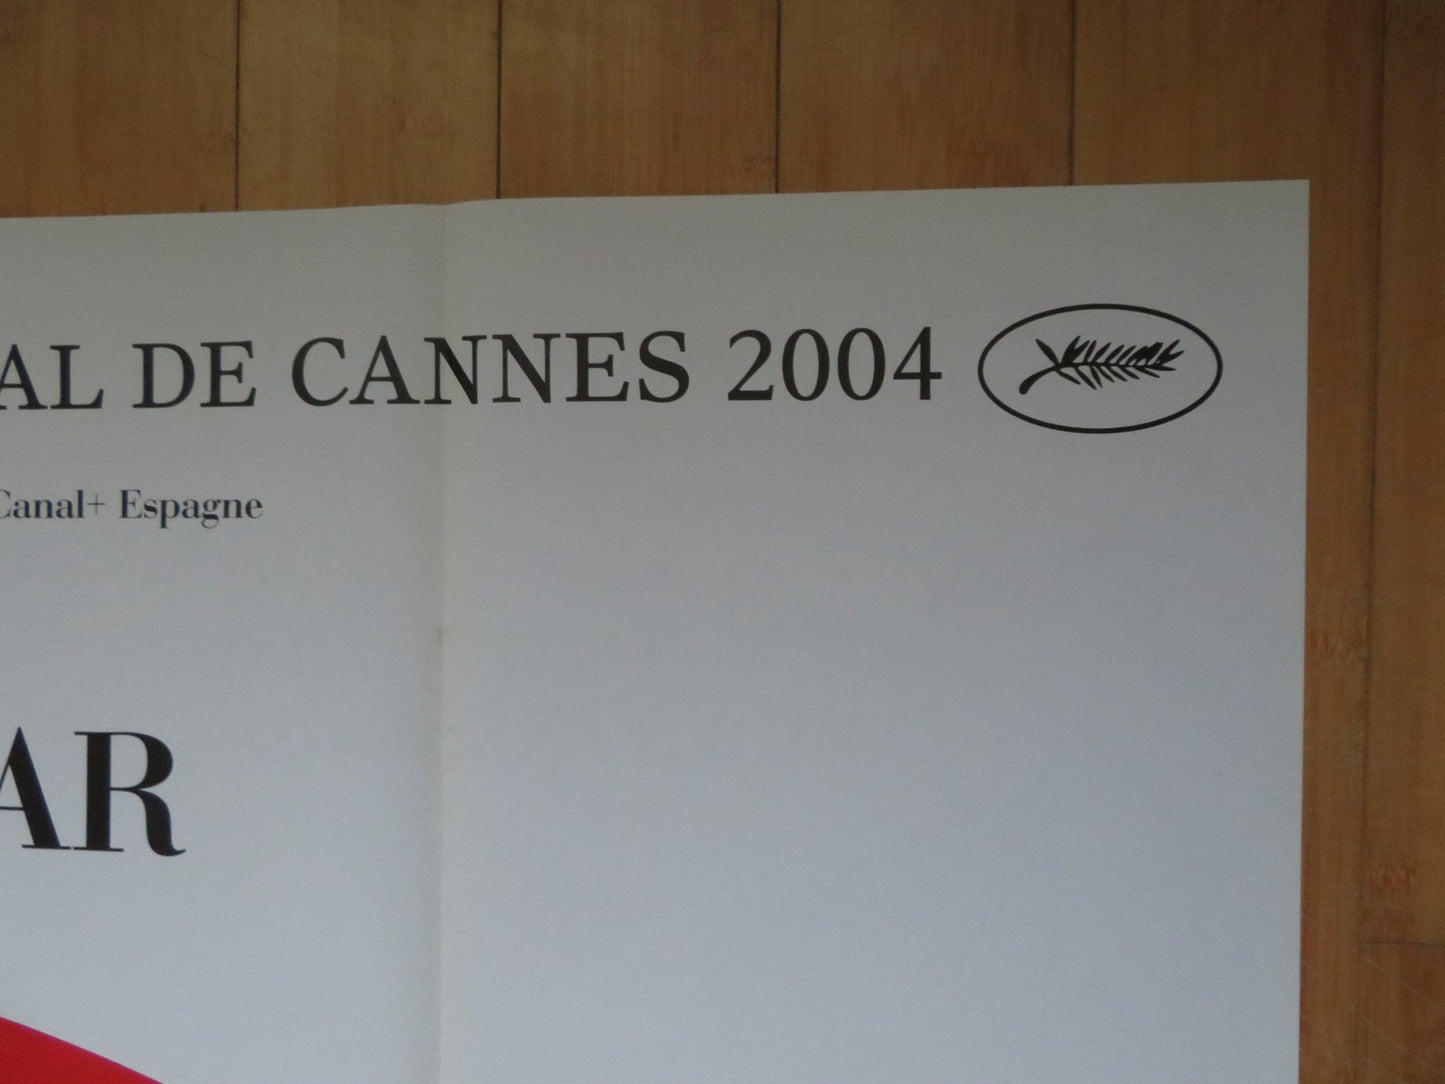 AL DE CANNES 2004
Canal+ Espagne
AR